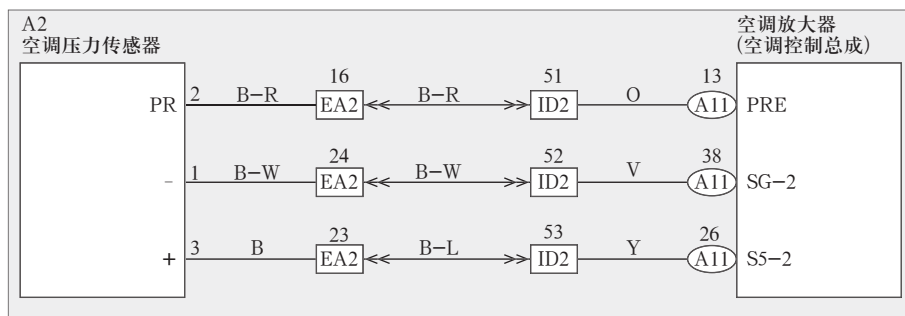 A2
空调压力传感器
空调放大器
(空调控制总成)
16
51
13
PR 2 B-R EA2 B-R ID2 O A11 PRE
24
52
38
- 1 B-W EA2 B-W ID2 V A11 SG-2
23
53
26
+ 3 B EA2 B-L ID2 Y A11 S5-2